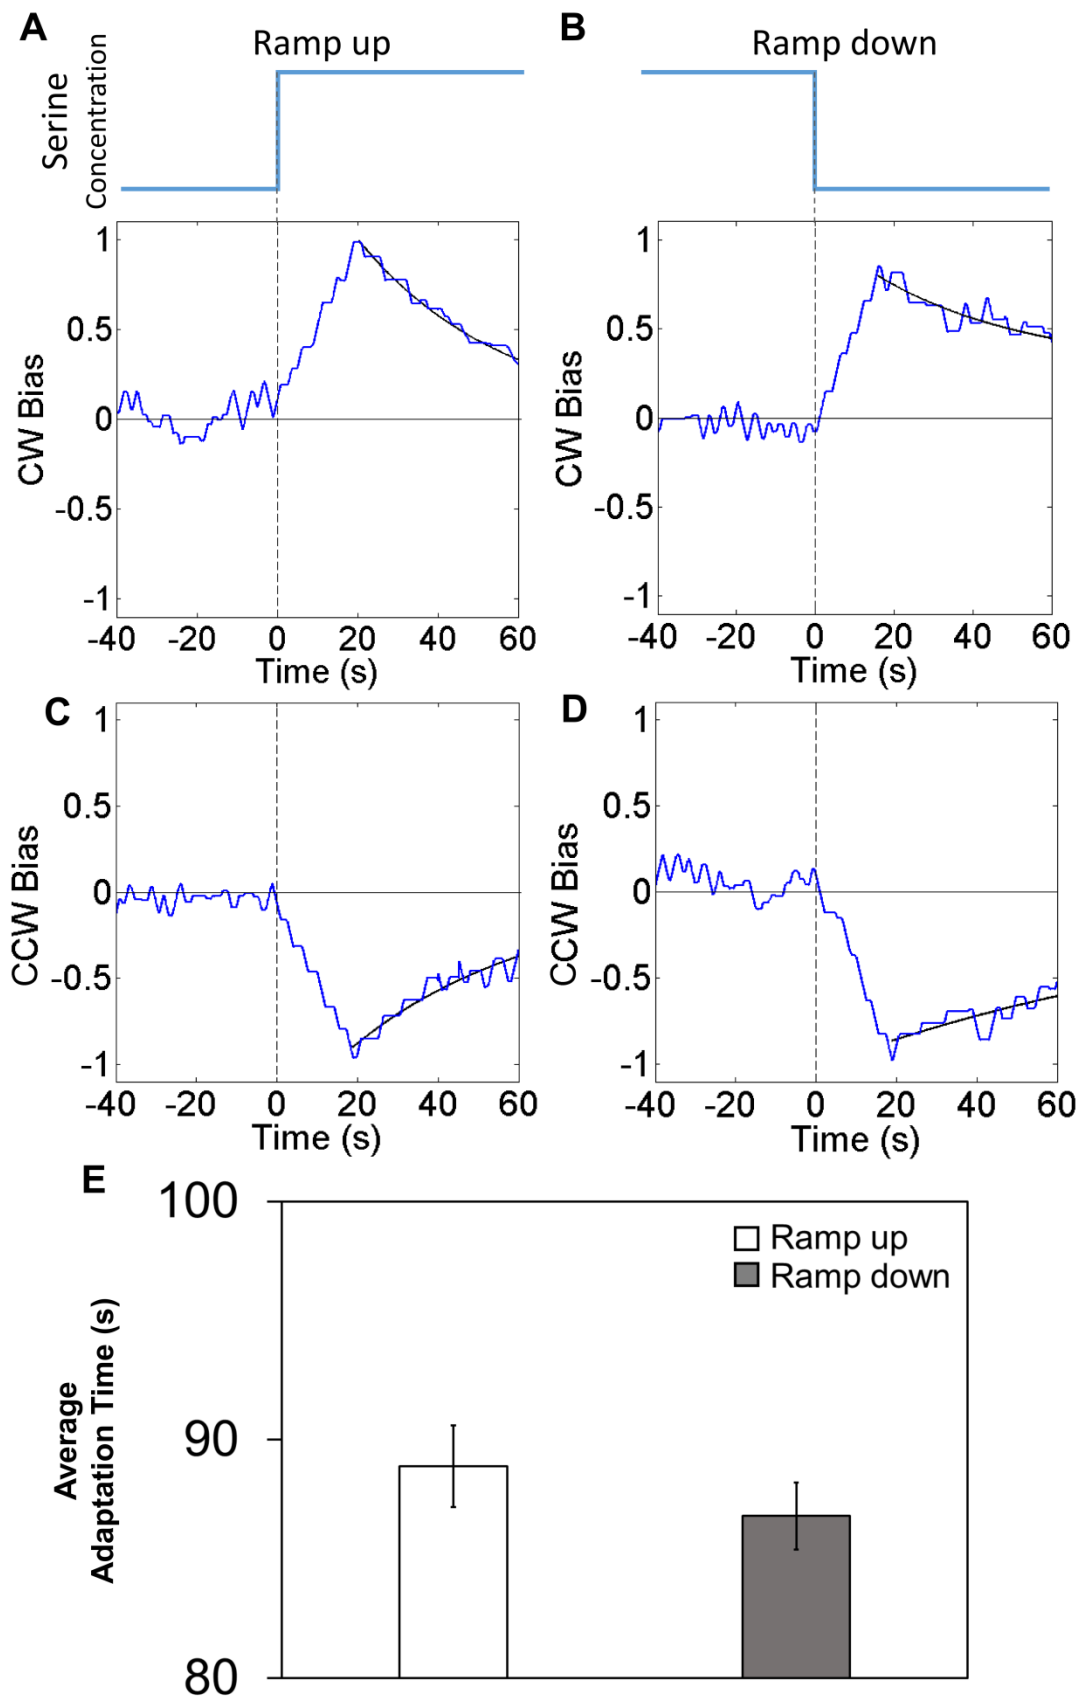 A
Ramp up
B
Ramp down
Serine
Concentration
CW Bias
1
0.5
0
-0.5
-1
-40 -20 0 20 40 60
Time (s)
CW Bias
1
0.5
0
-0.5
-1
-40 -20 0 20 40 60
Time (s)
C
CCW Bias
1
0.5
0
-0.5
-1
-40 -20 0 20 40 60
Time (s)
D
CCW Bias
1
0.5
0
-0.5
-1
-40 -20 0 20 40 60
Time (s)
E
Average
Adaptation Time (s)
100
90
80
Ramp up
Ramp down